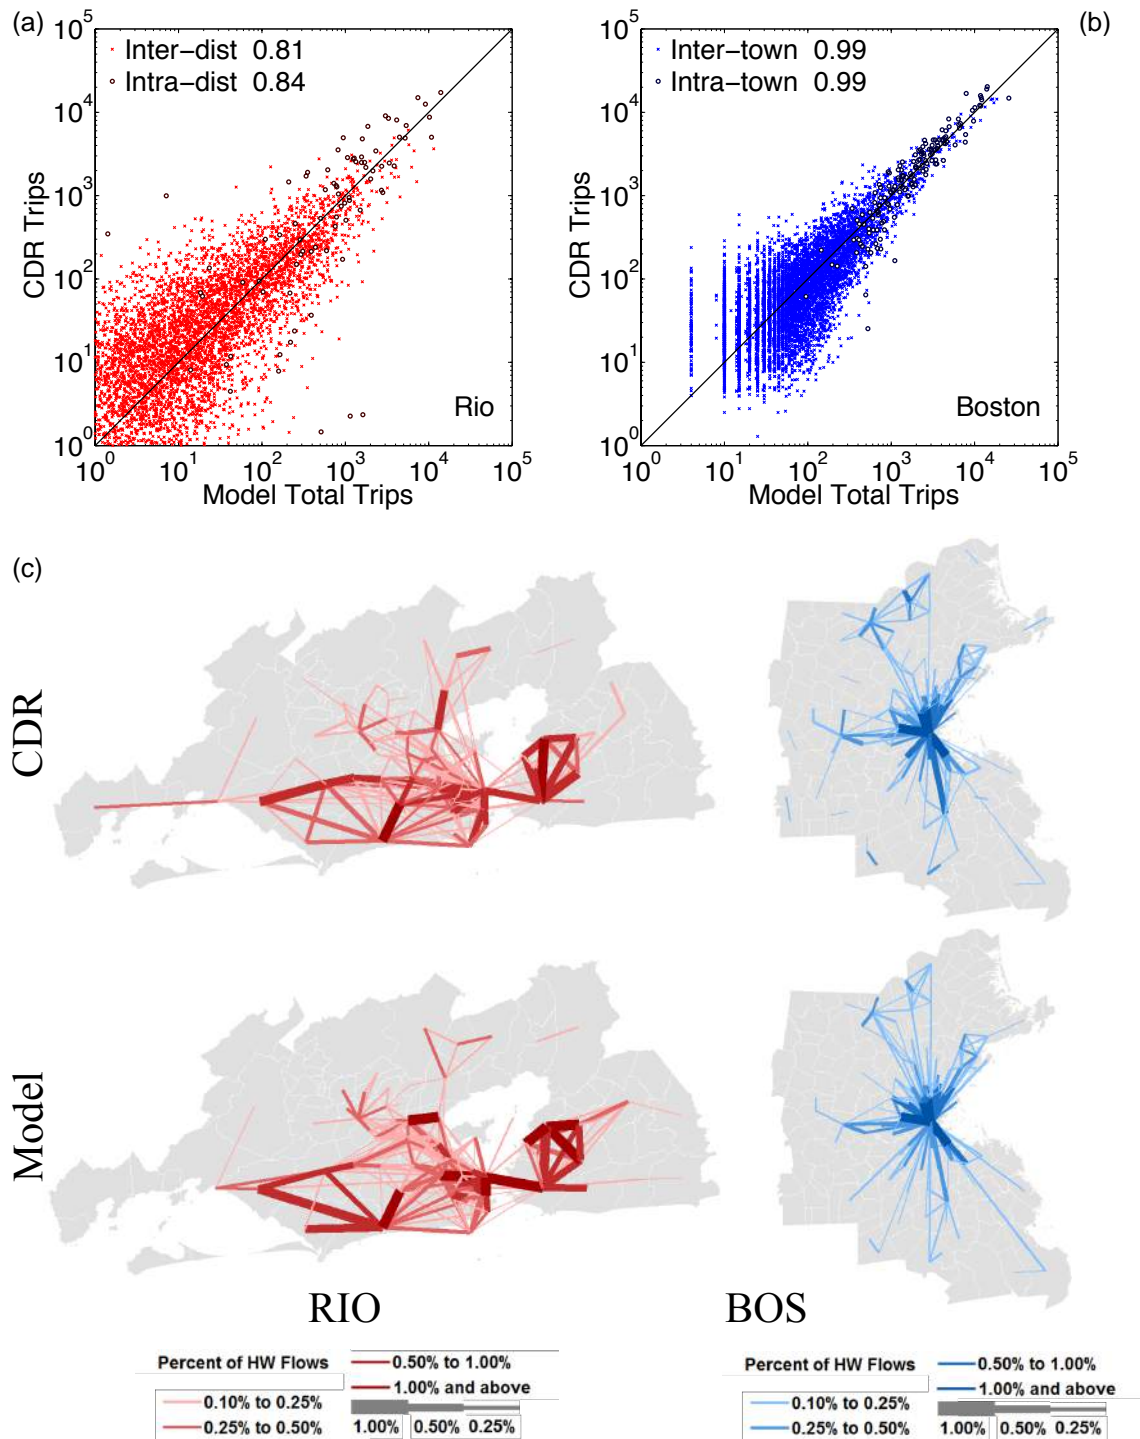 (a)
10^5
10^4
10^3
10^2
10^1
10^0
CDR Trips
Inter-dist 0.81
Intra-dist 0.84
Rio
10^0 10^1 10^2 10^3 10^4 10^5
Model Total Trips
(b)
10^5
10^4
10^3
10^2
10^1
10^0
CDR Trips
Inter-town 0.99
Intra-town 0.99
Boston
10^0 10^1 10^2 10^3 10^4 10^5
Model Total Trips
(c)
CDR
Model
RIO
BOS
Percent of HW Flows
0.10% to 0.25%
0.25% to 0.50%
0.50% to 1.00%
1.00% and above
1.00% 0.50% 0.25%
Percent of HW Flows
0.10% to 0.25%
0.25% to 0.50%
0.50% to 1.00%
1.00% and above
1.00% 0.50% 0.25%